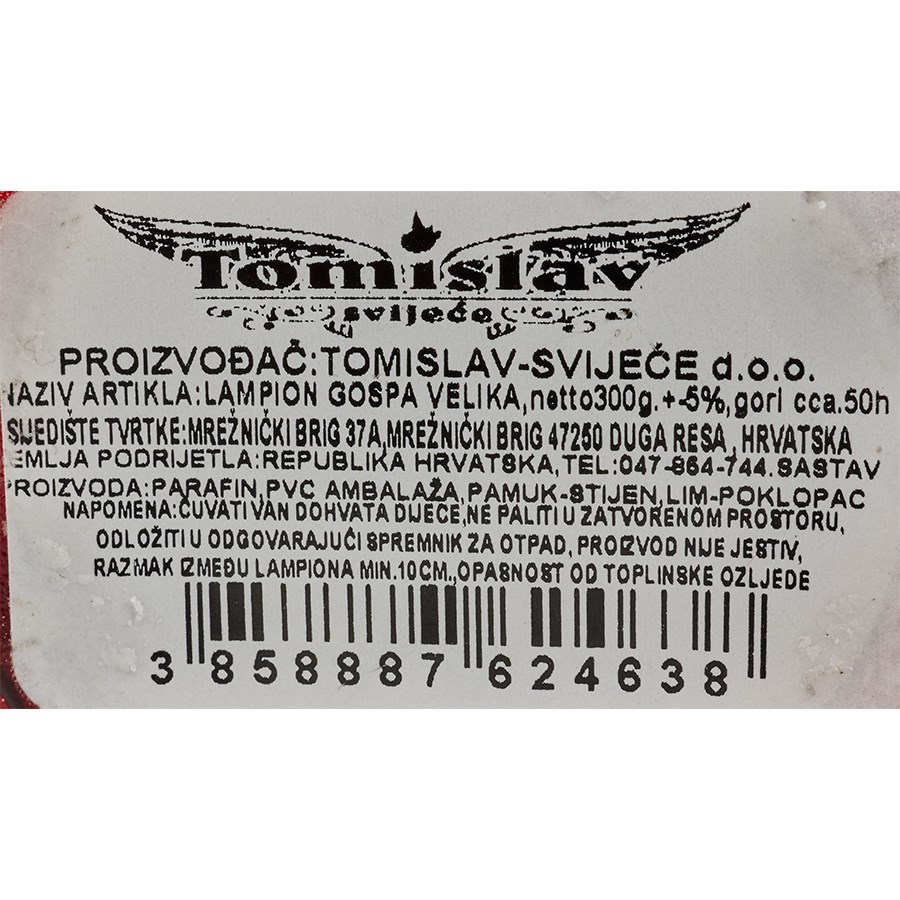 Tomislav
svijeće
PROIZVOĐAČ:TOMISLAV-SVIJEĆE d.o.o.
NAZIV ARTIKLA:LAMPION GOSPA VELIKA,netto300g.+-5%,gori cca.50h
SJEDIŠTE TVRTKE:MREŽNIČKI BRIG 37A,MREŽNIČKI BRIG 47250 DUGA RESA, HRVATSKA
ZEMLJA PODRIJETLA:REPUBLIKA HRVATSKA,TEL:047-864-744.SASTAV
PROIZVODA:PARAFIN,PVC AMBALAŽA,PAMUK-STIJEN,LIM-POKLOPAC
NAPOMENA:ČUVATI VAN DOHVATA DIJECE,NE PALITI U ZATVORENOM PROSTORU,
ODLOŽITI U ODGOVARAJUĆI SPREMNIK ZA OTPAD, PROIZVOD NIJE JESTIV,
RAZMAK IZMEĐU LAMPIONA MIN.10CM.,OPASNOST OD TOPLINSKE OZLJEDE
3 858887 624638